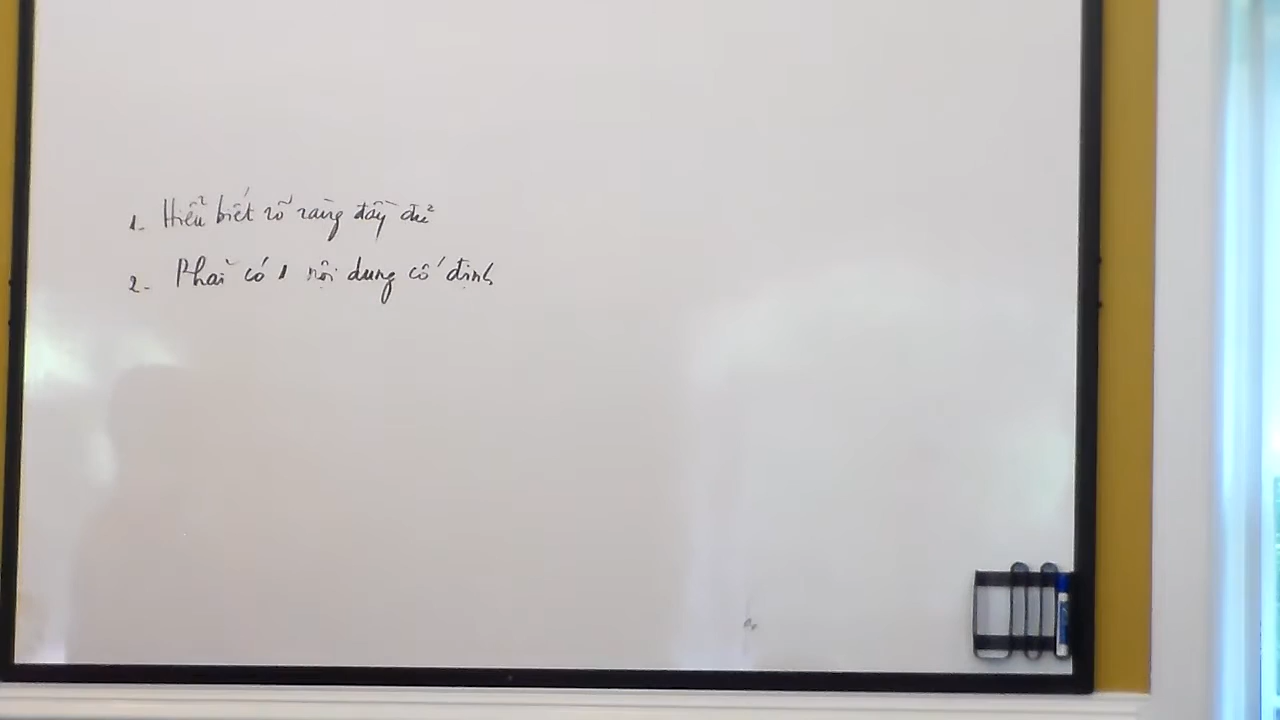 1. Hiểu biết rõ ràng đầy đủ
2. Phải có 1 nội dung cố định